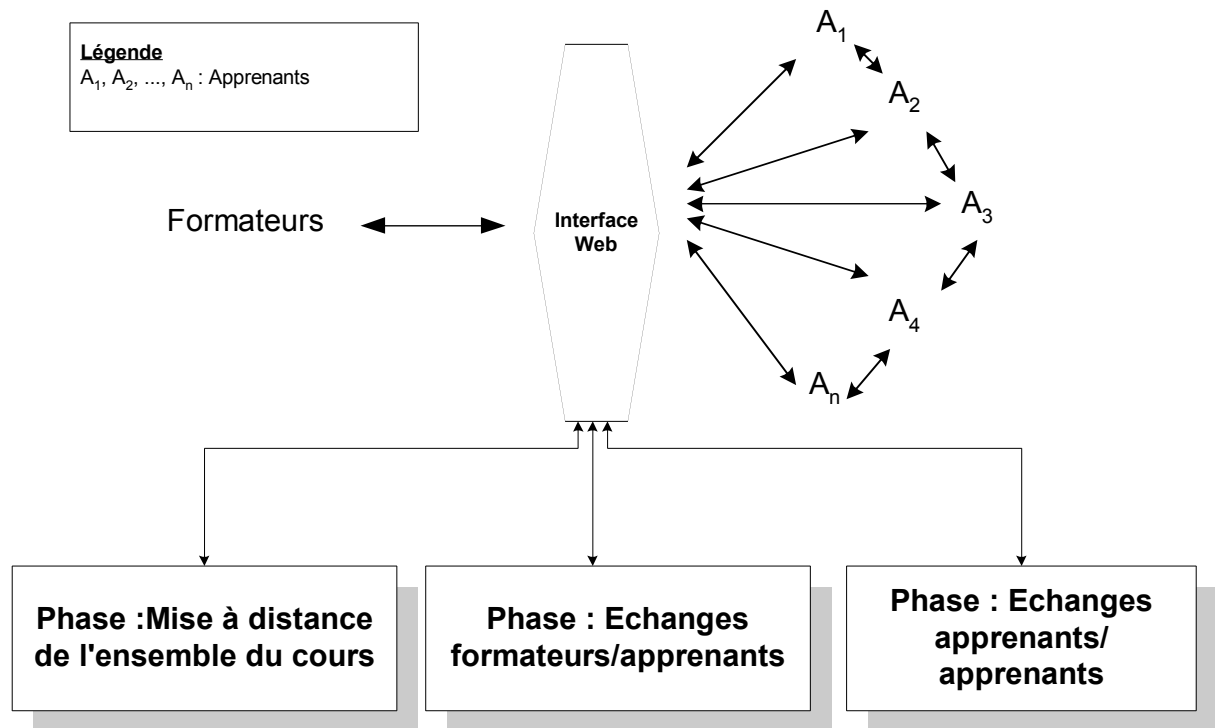 Légende
A1, A2, ..., An : Apprenants
A1
A2
A3
A4
An
Formateurs
Interface
Web
Phase :Mise à distance
de l'ensemble du cours
Phase : Echanges
formateurs/apprenants
Phase : Echanges
apprenants/
apprenants